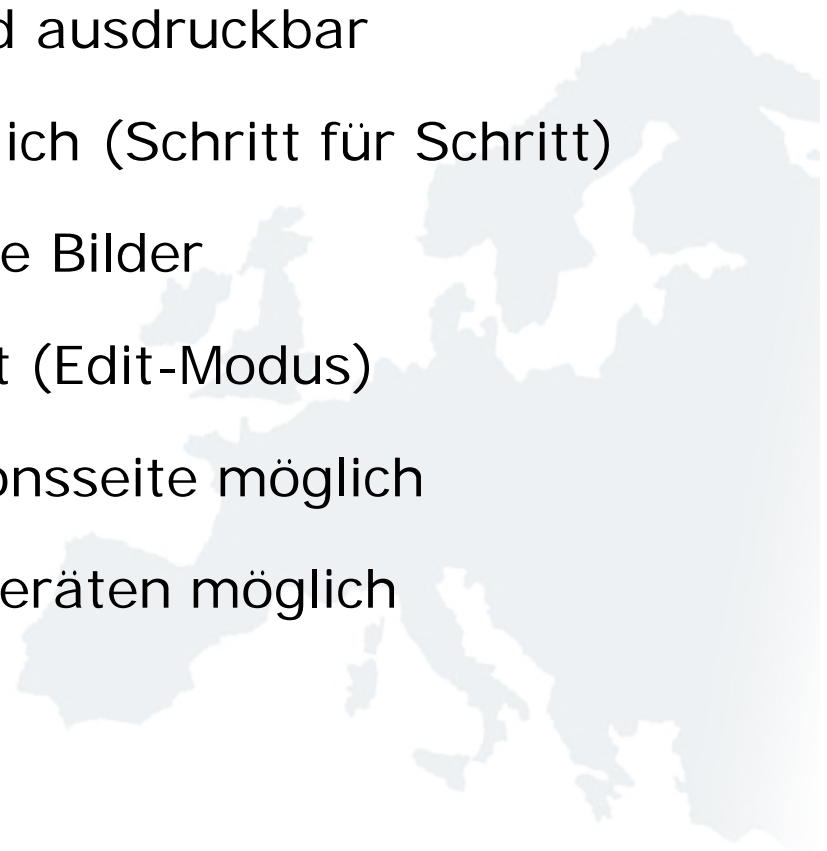 d ausdruckbar
ich (Schritt für Schritt)
e Bilder
t (Edit-Modus)
onsseite möglich
eräten möglich